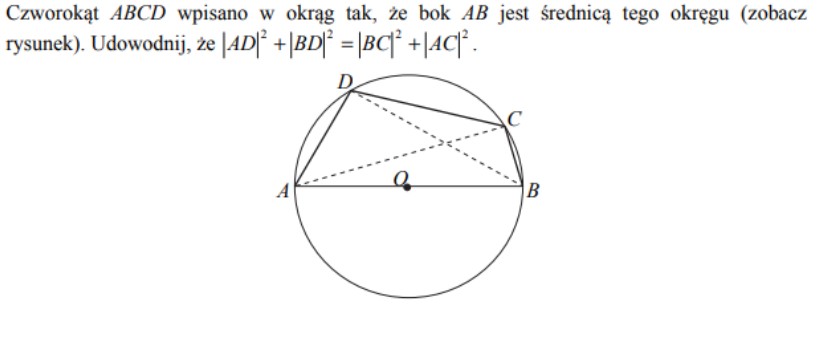 Czworokąt ABCD wpisano w okrąg tak, że bok AB jest średnicą tego okręgu (zobacz
rysunek). Udowodnij, że |AD|² + |BD|² = |BC|² + |AC|².
D
C
O
A
B